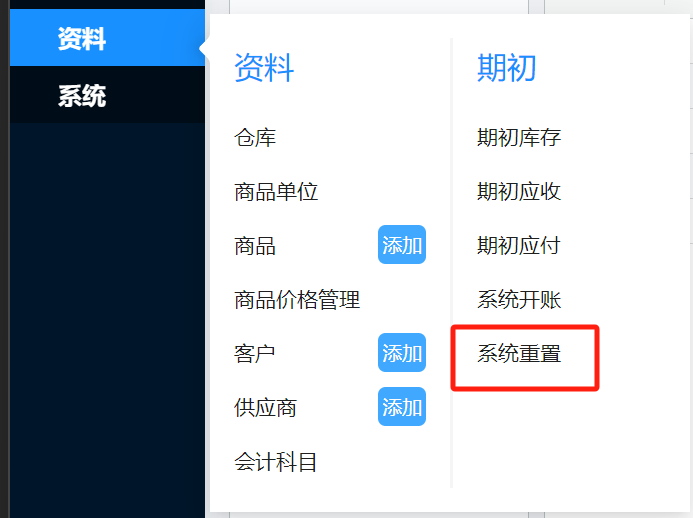 资料
系统
资料
仓库
商品单位
商品 添加
商品价格管理
客户 添加
供应商 添加
会计科目
期初
期初库存
期初应收
期初应付
系统开账
系统重置